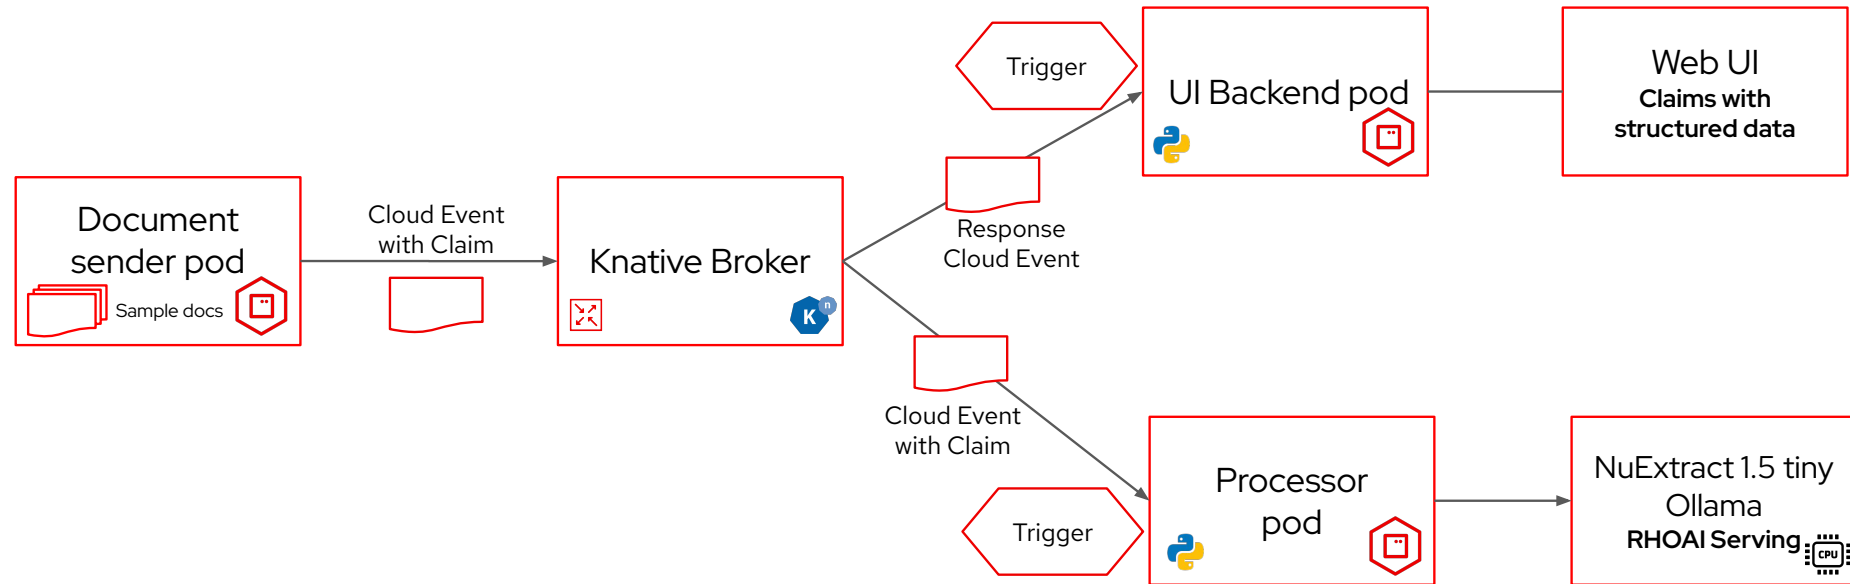 Trigger
UI Backend pod
Web UI
Claims with
structured data
Document
sender pod
Sample docs
Cloud Event
with Claim
Knative Broker
K
n
Response
Cloud Event
Cloud Event
with Claim
Trigger
Processor
pod
NuExtract 1.5 tiny
Ollama
RHOAI Serving
CPU